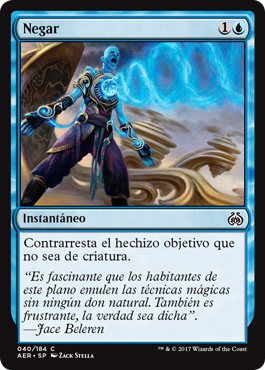 Negar 1
Instantáneo
Contrarresta el hechizo objetivo que
no sea de criatura.
“Es fascinante que los habitantes de
este plano emulen las técnicas mágicas
sin ningún don natural. También es
frustrante, la verdad sea dicha”.
—Jace Beleren
040/184 C
AER • SP Zack Stella
™ & © 2017 Wizards of the Coast